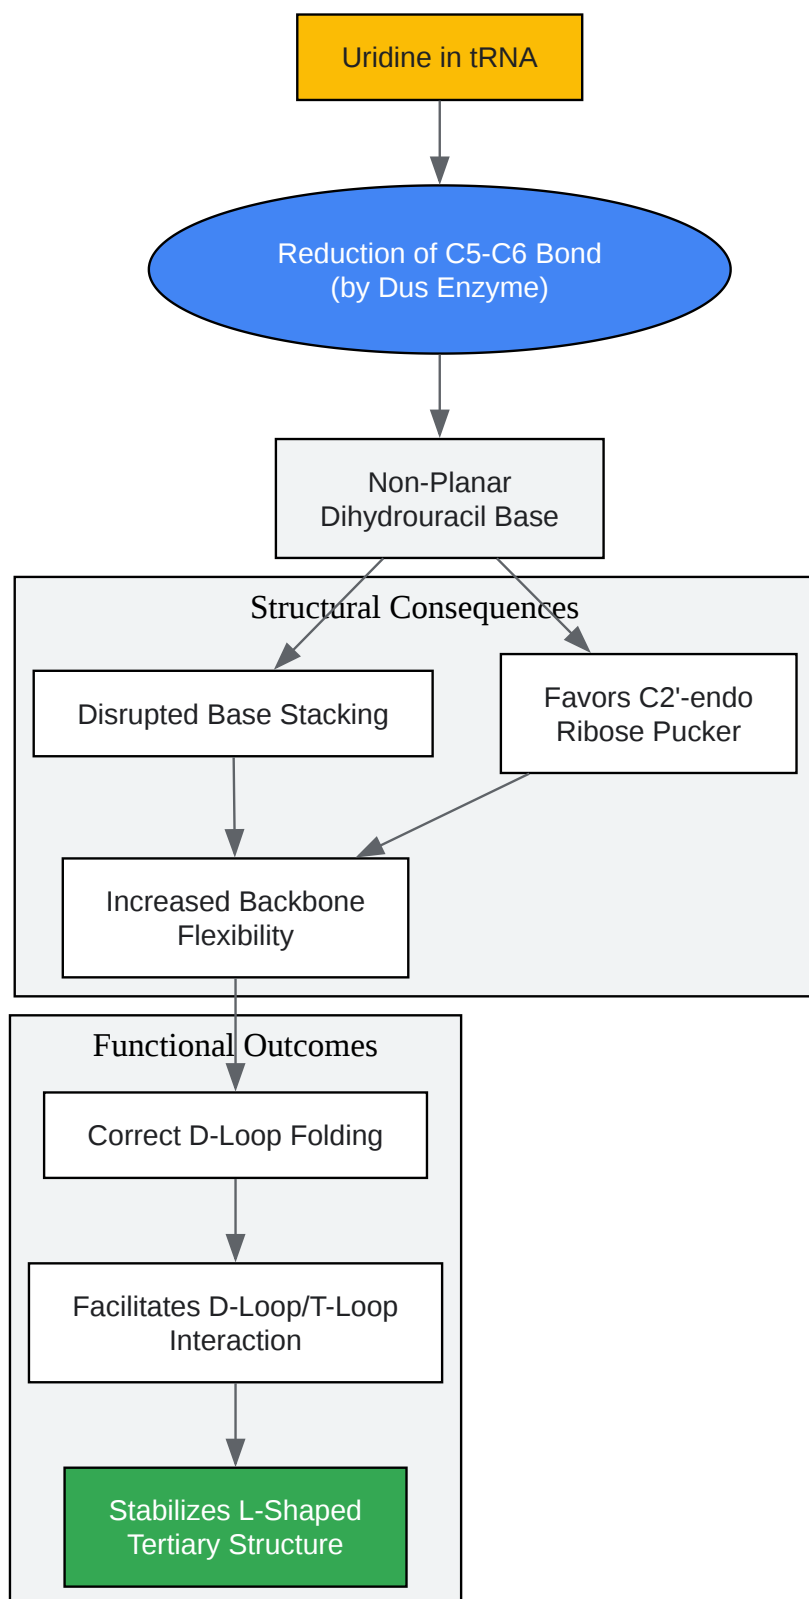 Uridine in tRNA
Reduction of C5-C6 Bond
(by Dus Enzyme)
Non-Planar
Dihydrouracil Base
Structural Consequences
Disrupted Base Stacking
Favors C2'-endo
Ribose Pucker
Increased Backbone
Flexibility
Functional Outcomes
Correct D-Loop Folding
Facilitates D-Loop/T-Loop
Interaction
Stabilizes L-Shaped
Tertiary Structure